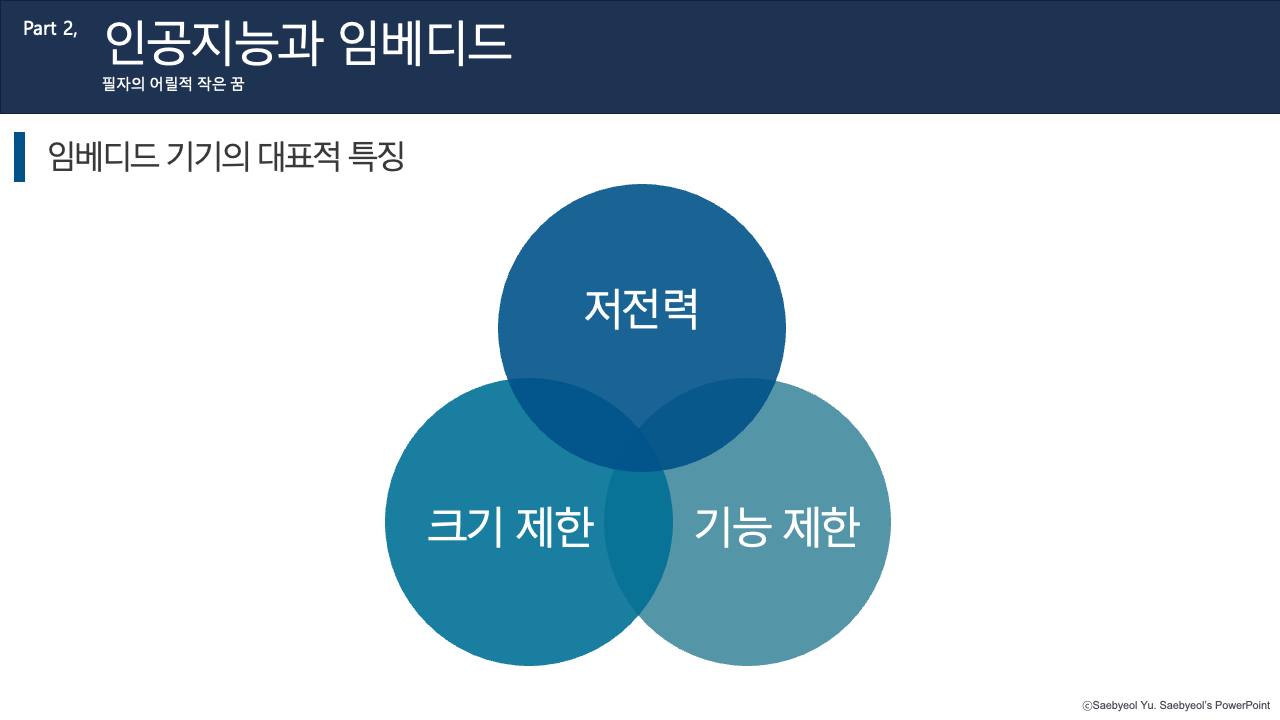 Part 2,
인공지능과 임베디드
필자의 어릴적 작은 꿈
임베디드 기기의 대표적 특징
저전력
크기 제한
기능 제한
ⓒSaebyeol Yu. Saebyeol's PowerPoint